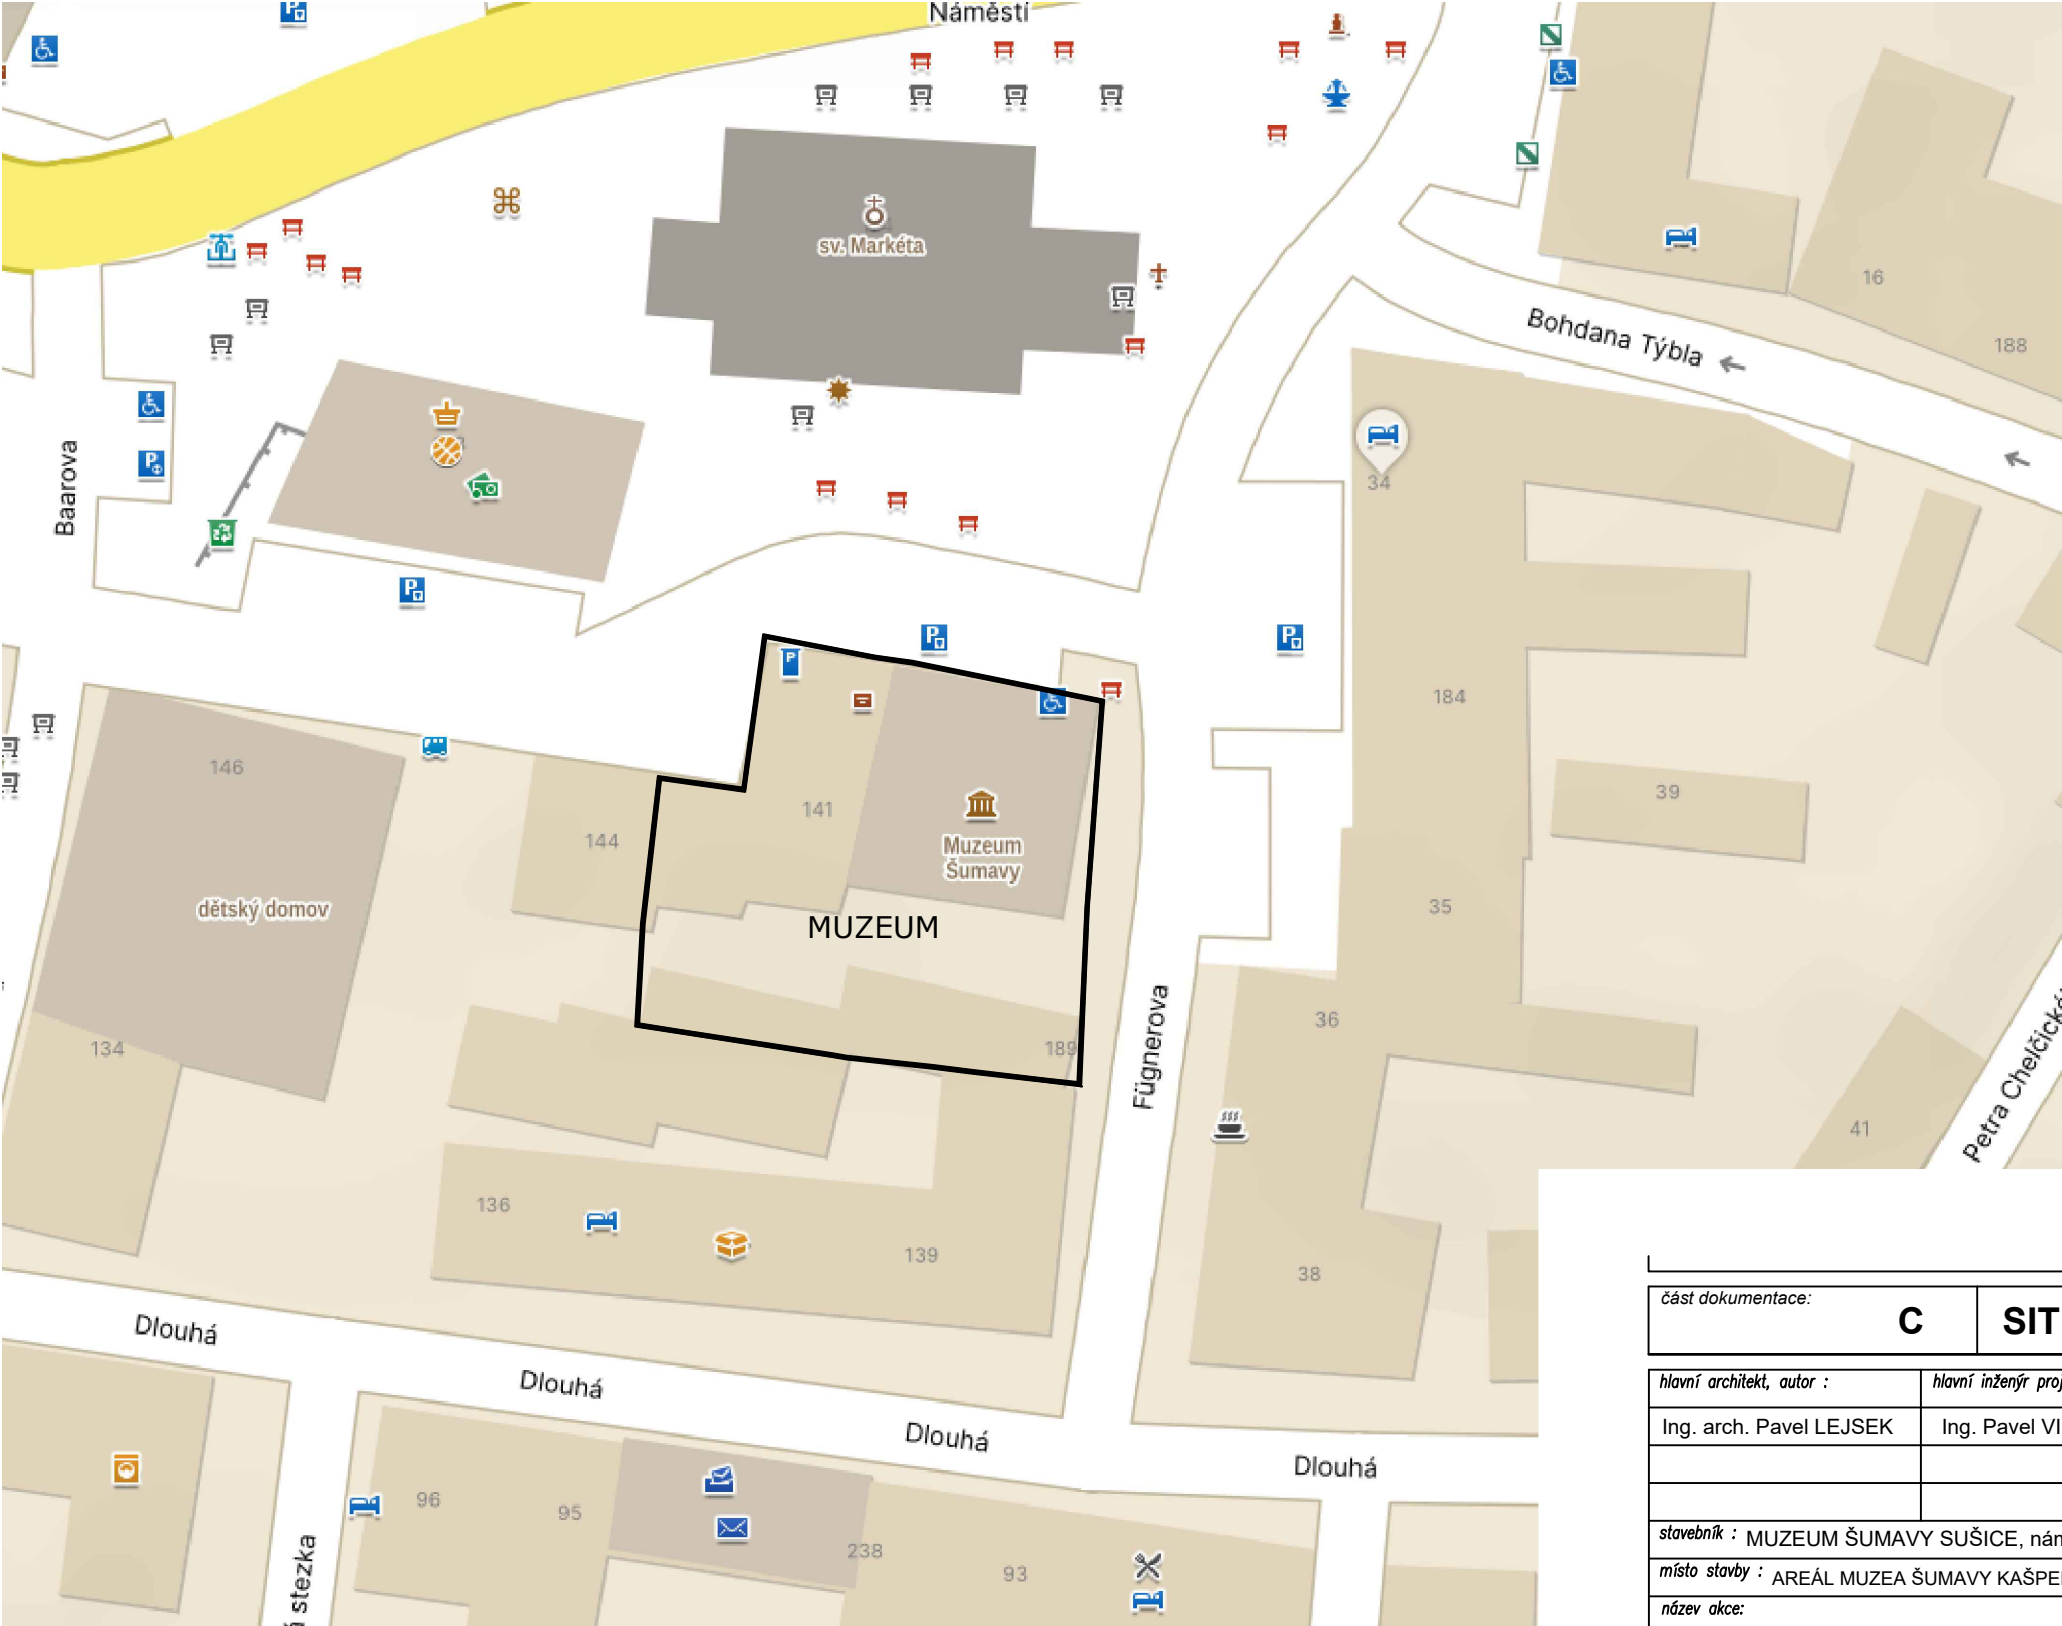 Náměstí
sv. Markéta
16
Bohdana Týbla
188
Baarova
34
184
146
39
141
144
Muzeum
Šumavy
35
dětský domov
MUZEUM
Fügnerova
36
134
189
Petra Chelčické
41
136
139
38
Dlouhá
Dlouhá
Dlouhá
Dlouhá
96
95
stezka
238
93
část dokumentace:
C SIT
hlavní architekt, autor : hlavní inženýr proj
Ing. arch. Pavel LEJSEK Ing. Pavel VI
stavebník : MUZEUM ŠUMAVY SUŠICE, nám
místo stavby : AREÁL MUZEA ŠUMAVY KAŠPE
název akce: